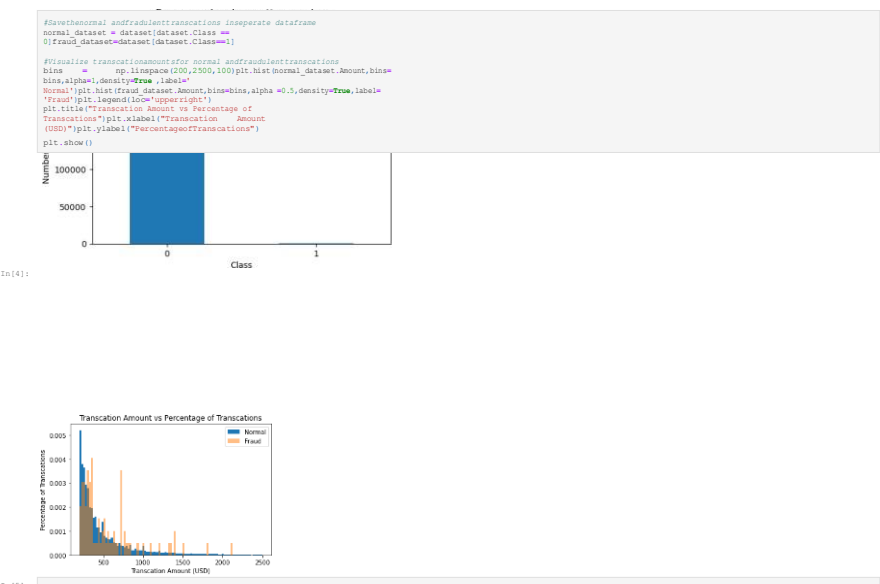 #Savethenormal andfradulenttranscations inseperate dataframe
normal_dataset = dataset[dataset.Class ==
0]fraud_dataset=dataset[dataset.Class==1]
#Visualize transcationamountsfor normal andfraudulenttranscations
bins = np.linspace(200,2500,100)plt.hist(normal_dataset.Amount,bins=
bins,alpha=1,density=True ,label='
Normal')plt.hist(fraud_dataset.Amount,bins=bins,alpha =0.5,density=True,label=
'Fraud')plt.legend(loc='upperright')
plt.title("Transcation Amount vs Percentage of
Transcations")plt.xlabel("Transcation Amount
(USD)")plt.ylabel("PercentageofTranscations")
plt.show()
100000
50000
0
0 1
Class
In[4]:
Transcation Amount vs Percentage of Transcations
Normal
Fraud
Percentage of Transcations
0.005
0.004
0.003
0.002
0.001
0.000
500 1000 1500 2000 2500
Transcation Amount (USD)